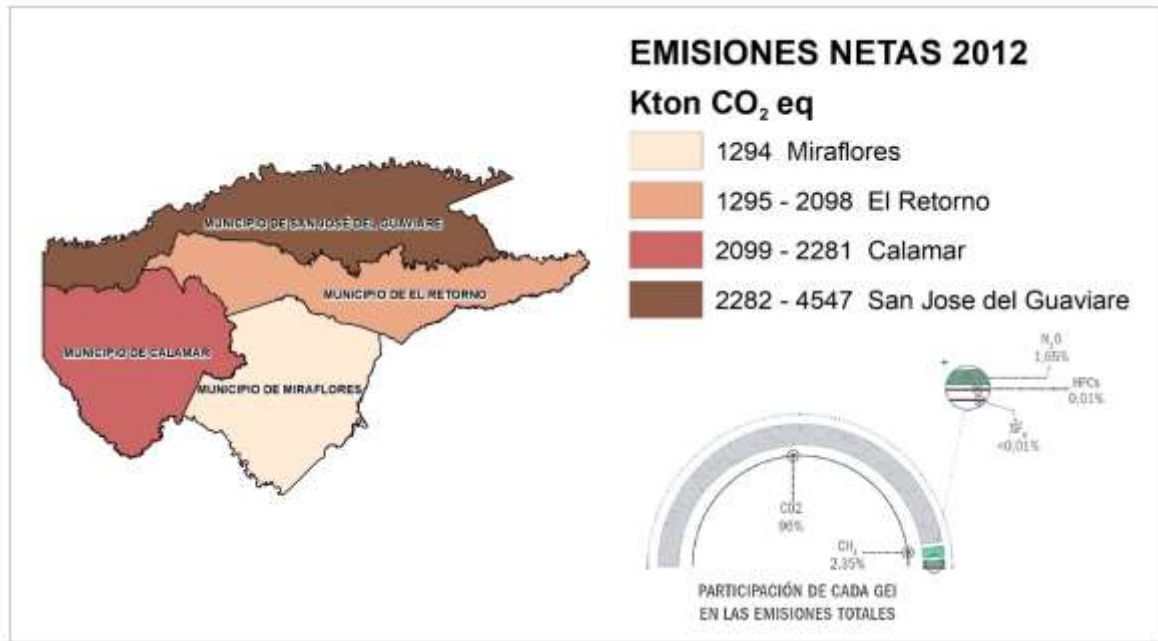 EMISIONES NETAS 2012
Kton CO₂ eq
1294 Miraflores
1295 - 2098 El Retorno
2099 - 2281 Calamar
2282 - 4547 San Jose del Guaviare
MUNICIPIO DE SAN JOSÉ DEL GUAVIARE
MUNICIPIO DE EL RETORNO
MUNICIPIO DE CALAMAR
MUNICIPIO DE MIRAFLORES
N₂O
1,65%
HFCs
0,01%
<0,01%
CO2
96%
CH₄
2,35%
PARTICIPACIÓN DE CADA GEI
EN LAS EMISIONES TOTALES